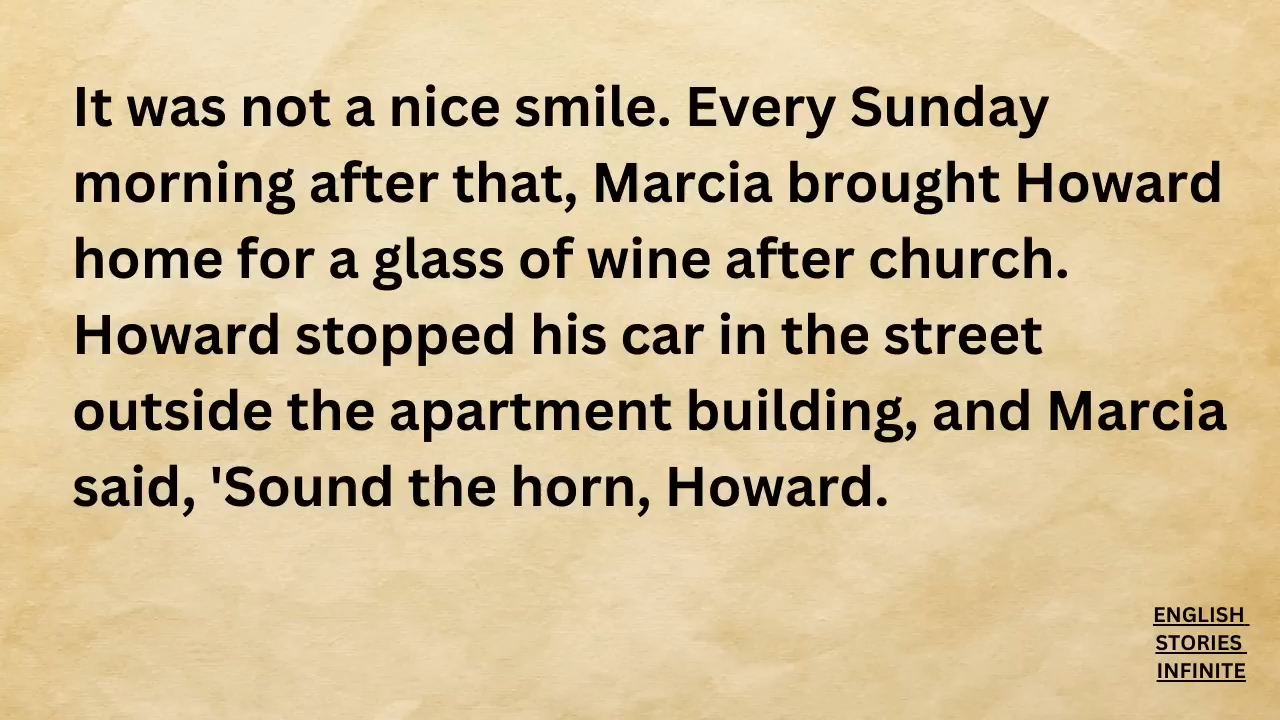 It was not a nice smile. Every Sunday
morning after that, Marcia brought Howard
home for a glass of wine after church.
Howard stopped his car in the street
outside the apartment building, and Marcia
said, 'Sound the horn, Howard.
ENGLISH
STORIES
INFINITE